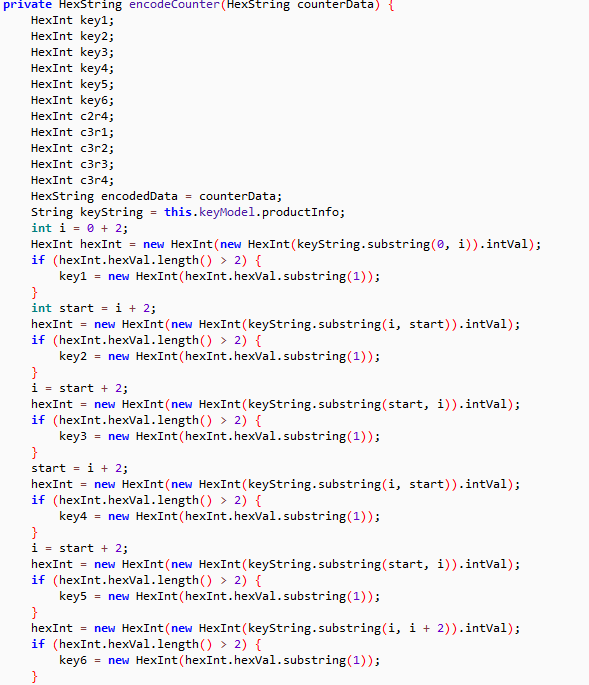 private HexString encodeCounter(HexString counterData) {
HexInt key1;
HexInt key2;
HexInt key3;
HexInt key4;
HexInt key5;
HexInt key6;
HexInt c2r4;
HexInt c3r1;
HexInt c3r2;
HexInt c3r3;
HexInt c3r4;
HexString encodedData = counterData;
String keyString = this.keyModel.productInfo;
int i = 0 + 2;
HexInt hexInt = new HexInt(new HexInt(keyString.substring(0, i)).intVal);
if (hexInt.hexVal.length() > 2) {
key1 = new HexInt(hexInt.hexVal.substring(1));
}
int start = i + 2;
hexInt = new HexInt(new HexInt(keyString.substring(i, start)).intVal);
if (hexInt.hexVal.length() > 2) {
key2 = new HexInt(hexInt.hexVal.substring(1));
}
i = start + 2;
hexInt = new HexInt(new HexInt(keyString.substring(start, i)).intVal);
if (hexInt.hexVal.length() > 2) {
key3 = new HexInt(hexInt.hexVal.substring(1));
}
start = i + 2;
hexInt = new HexInt(new HexInt(keyString.substring(i, start)).intVal);
if (hexInt.hexVal.length() > 2) {
key4 = new HexInt(hexInt.hexVal.substring(1));
}
i = start + 2;
hexInt = new HexInt(new HexInt(keyString.substring(start, i)).intVal);
if (hexInt.hexVal.length() > 2) {
key5 = new HexInt(hexInt.hexVal.substring(1));
}
hexInt = new HexInt(new HexInt(keyString.substring(i, i + 2)).intVal);
if (hexInt.hexVal.length() > 2) {
key6 = new HexInt(hexInt.hexVal.substring(1));
}